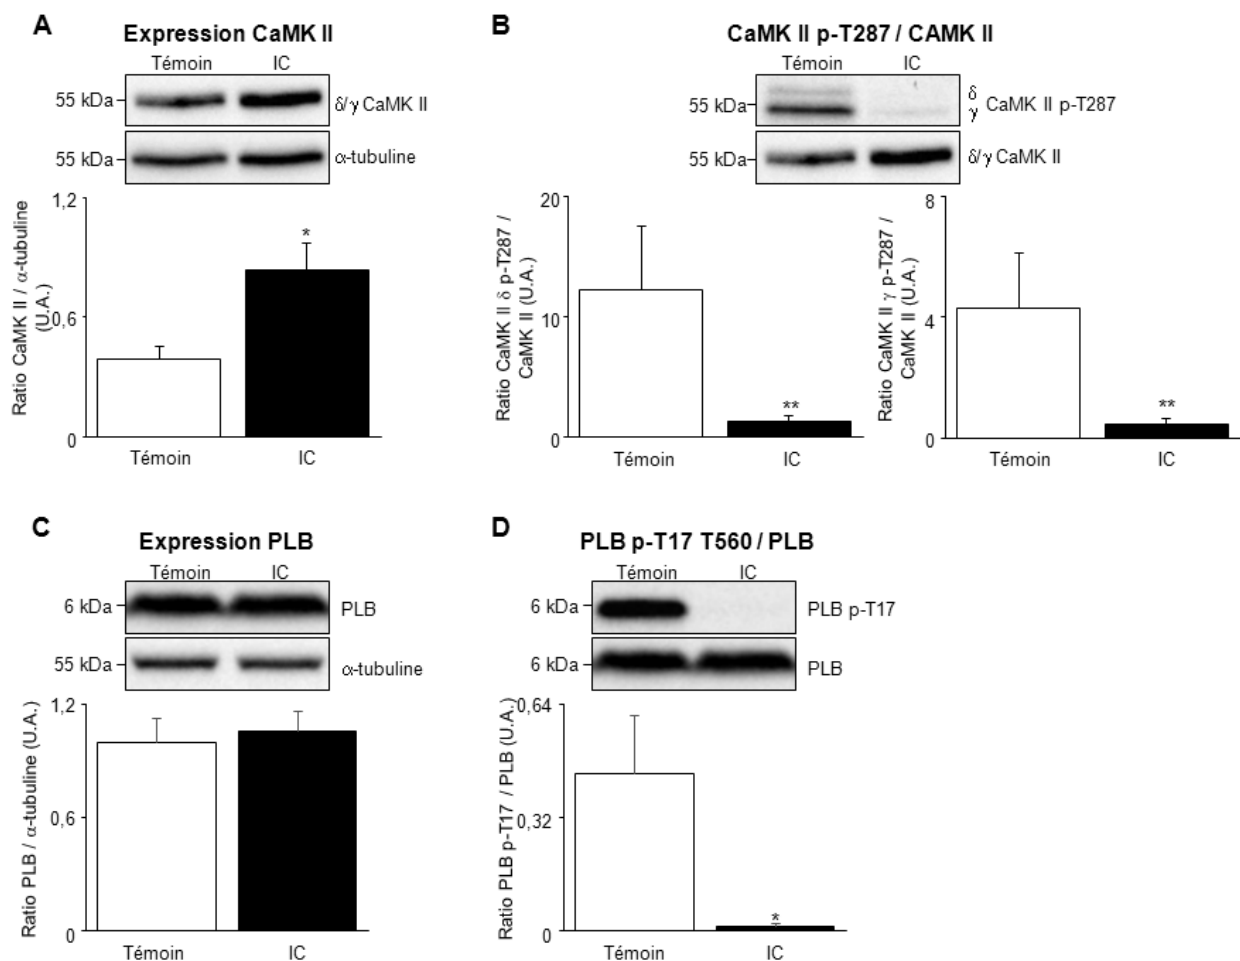 A
Expression CaMK II
Témoin IC
55 kDa
δ/γ CaMK II
55 kDa
α-tubuline
Ratio CaMK II / α-tubuline
(U.A.)
1,2
0,6
0
*
Témoin IC
B
CaMK II p-T287 / CAMK II
Témoin IC
55 kDa
δ
γ CaMK II p-T287
55 kDa
δ/γ CaMK II
Ratio CaMK II δ p-T287 /
CaMK II (U.A.)
20
10
0
**
Témoin IC
Ratio CaMK II γ p-T287 /
CaMK II (U.A.)
8
4
0
**
Témoin IC
C
Expression PLB
Témoin IC
6 kDa
PLB
55 kDa
α-tubuline
Ratio PLB / α-tubuline (U.A.)
1,2
0,6
0
Témoin IC
D
PLB p-T17 T560 / PLB
Témoin IC
6 kDa
PLB p-T17
6 kDa
PLB
Ratio PLB p-T17 / PLB (U.A.)
0,64
0,32
0
*
Témoin IC